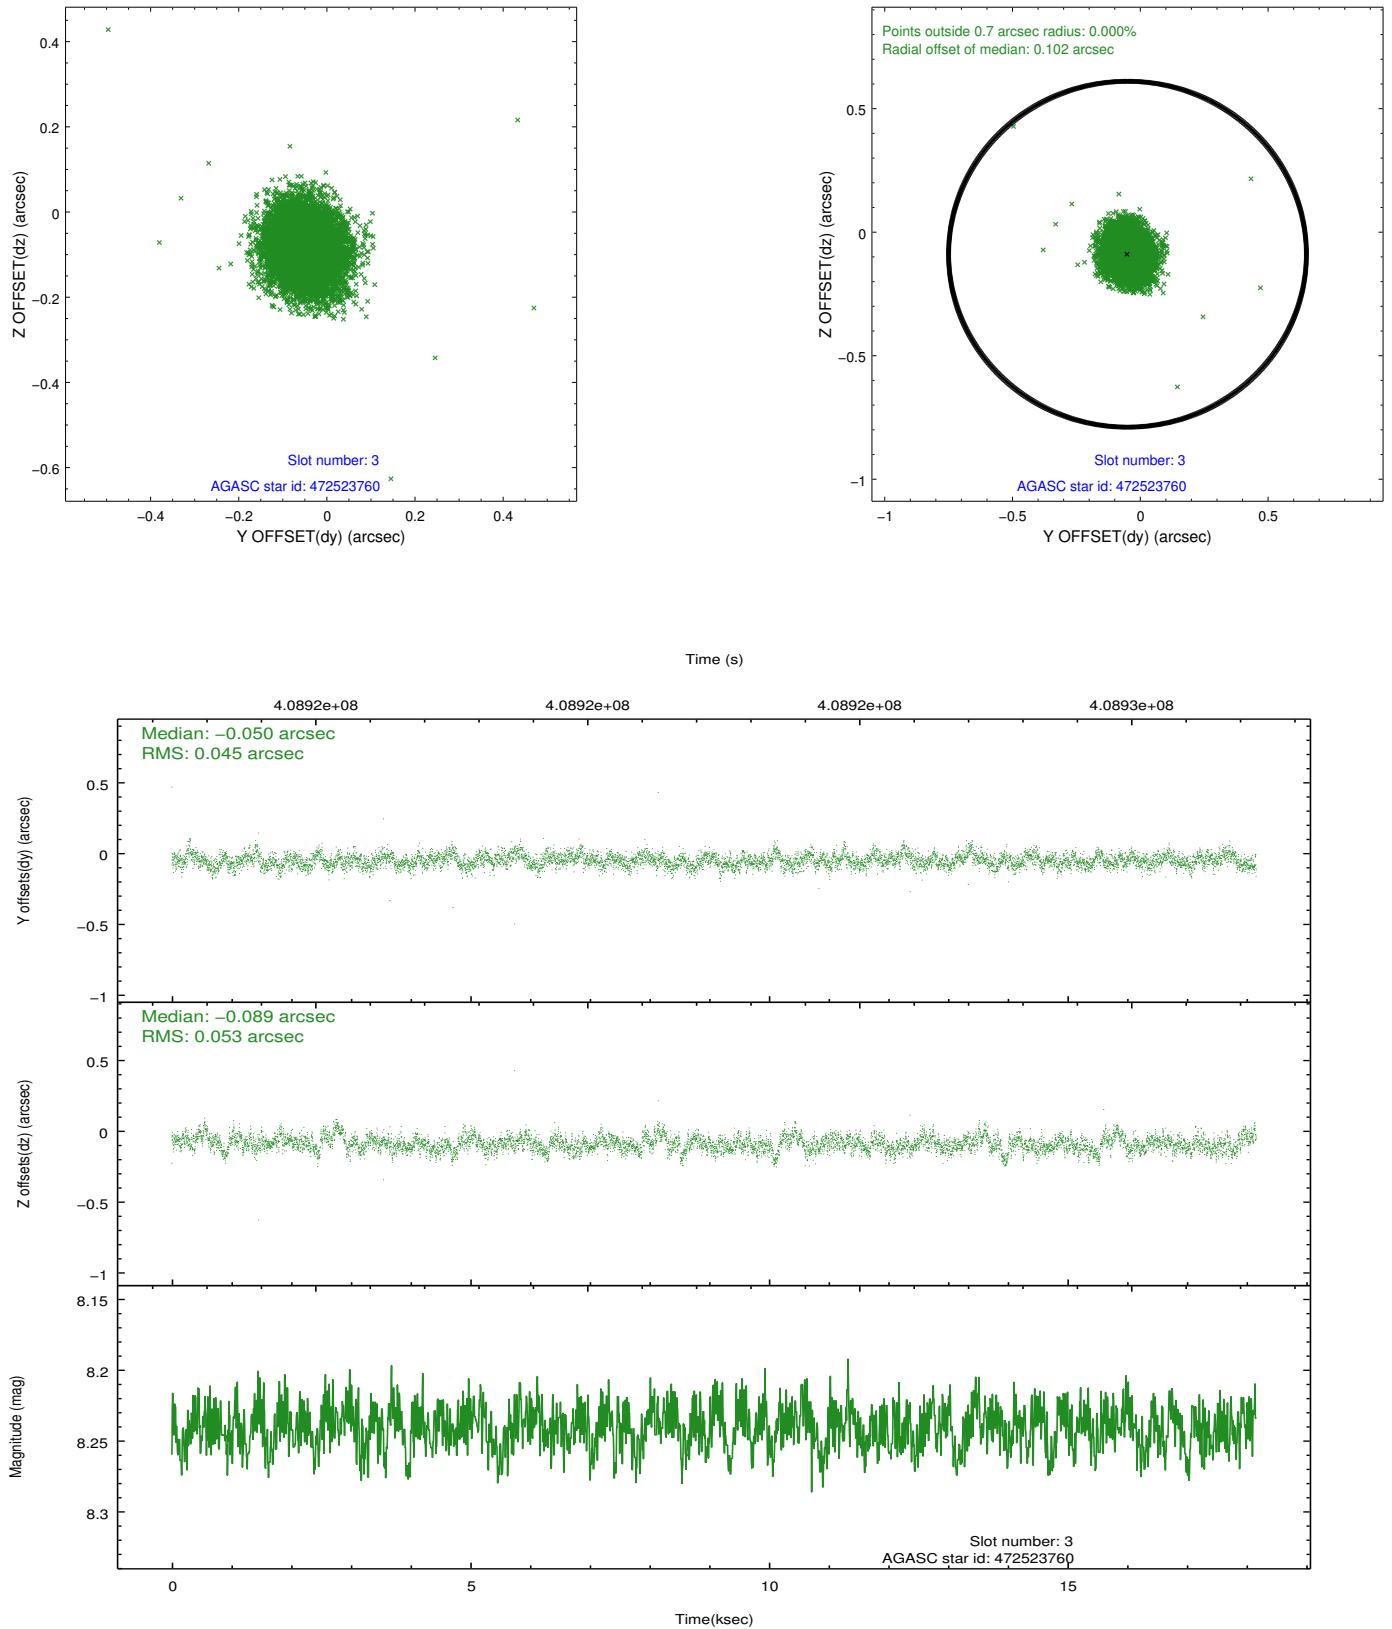 0.4
0.2
0
−0.2
−0.4
−0.6
Z OFFSET(dz) (arcsec)
Slot number: 3
AGASC star id: 472523760
−0.4
−0.2
0
0.2
0.4
Y OFFSET(dy) (arcsec)
Points outside 0.7 arcsec radius: 0.000%
Radial offset of median: 0.102 arcsec
0.5
0
−0.5
−1
Z OFFSET(dz) (arcsec)
Slot number: 3
AGASC star id: 472523760
−1
−0.5
0
0.5
Y OFFSET(dy) (arcsec)
Time (s)
4.0892e+08
4.0892e+08
4.0892e+08
4.0893e+08
Median: −0.050 arcsec
RMS: 0.045 arcsec
0.5
0
−0.5
−1
Y offsets(dy) (arcsec)
Median: −0.089 arcsec
RMS: 0.053 arcsec
0.5
0
−0.5
−1
Z offsets(dz) (arcsec)
8.15
8.2
8.25
8.3
Magnitude (mag)
Slot number: 3
AGASC star id: 472523760
0
5
10
15
Time(ksec)